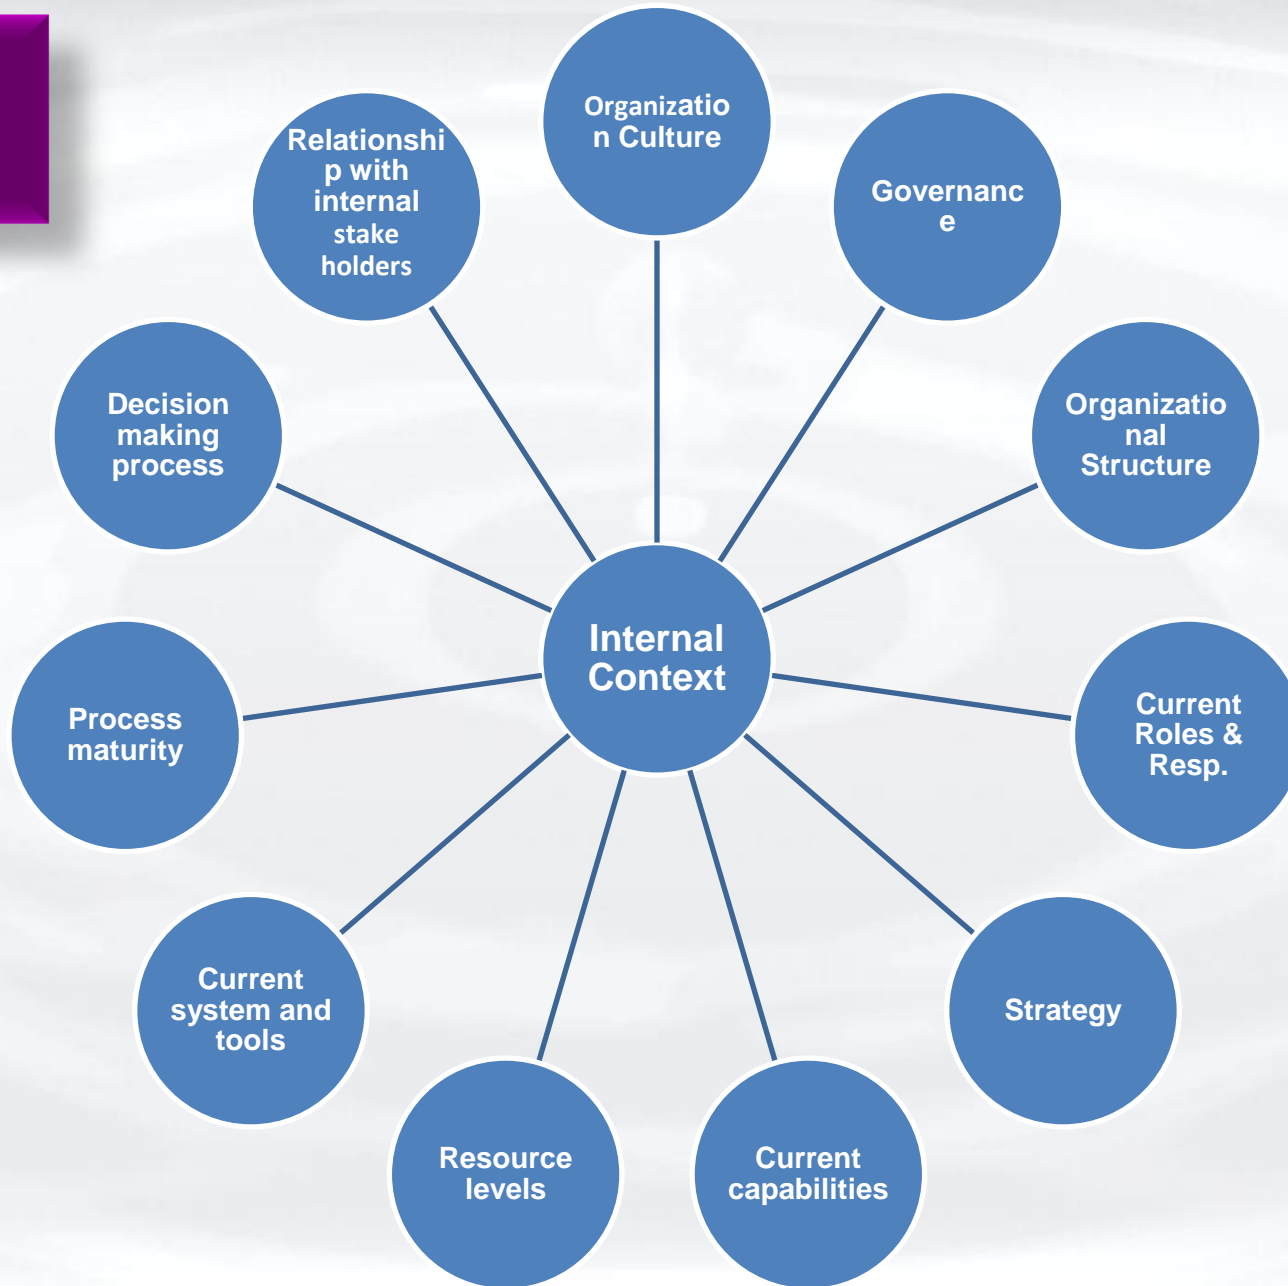 Organizatio
n Culture
Governanc
e
Organizatio
nal
Structure
Current
Roles &
Resp.
Strategy
Current
capabilities
Resource
levels
Current
system and
tools
Process
maturity
Decision
making
process
Relationshi
p with
internal
stake
holders
Internal
Context